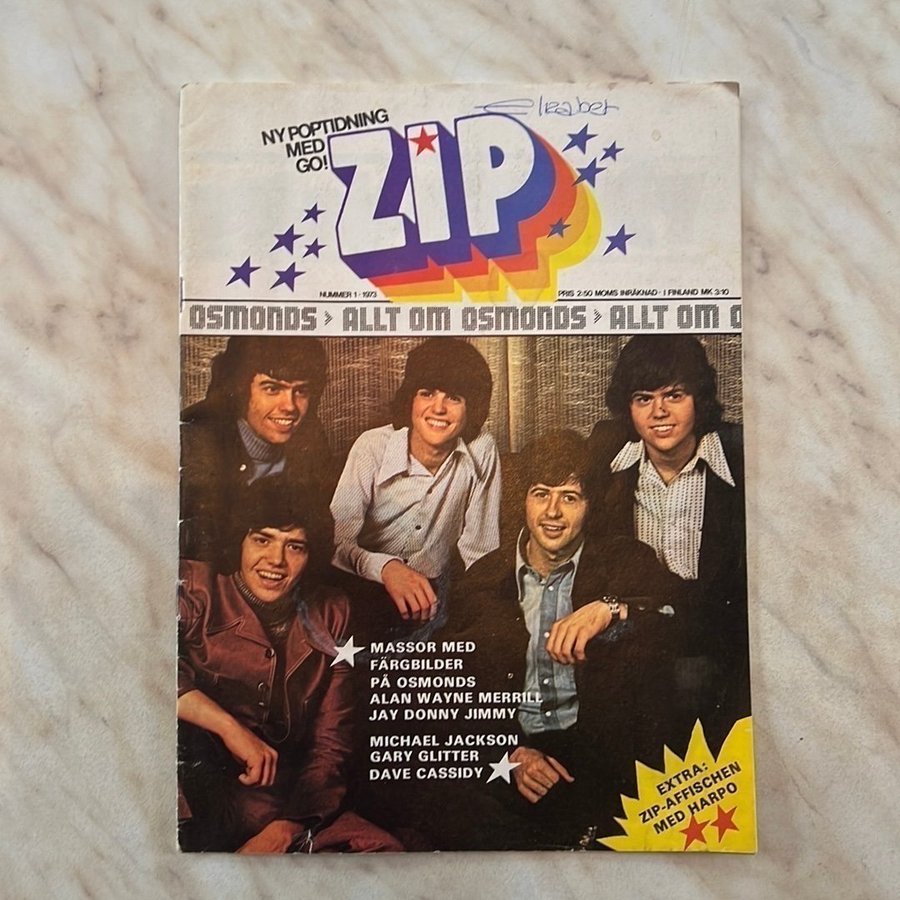 Elisabet
NY POPTIDNING
MED
GO!
ZIP
NUMMER 1 · 1973
PRIS 2:50 MOMS INRÄKNAD · I FINLAND MK 3:10
OSMONDS > ALLT OM OSMONDS > ALLT OM O
MASSOR MED
FÄRGBILDER
PÅ OSMONDS
ALAN WAYNE MERRILL
JAY DONNY JIMMY
MICHAEL JACKSON
GARY GLITTER
DAVE CASSIDY
EXTRA:
ZIP-AFFISCHEN
MED HARPO